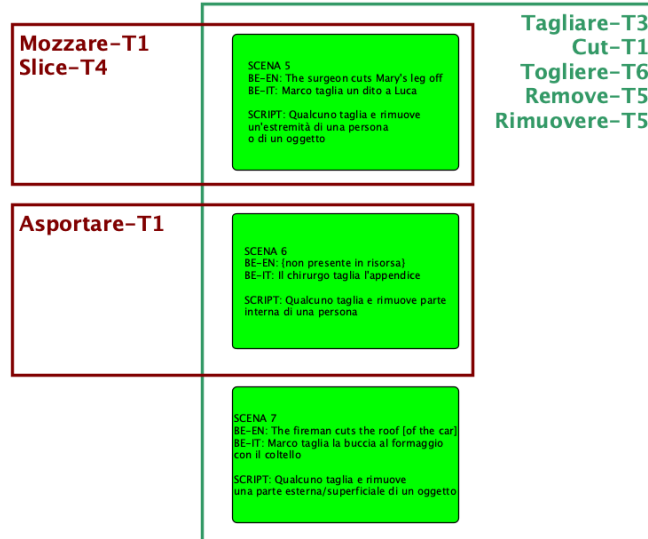 Mozzare-T1
Slice-T4
Tagliare-T3
Cut-T1
Togliere-T6
Remove-T5
Rimuovere-T5
SCENA 5
BE-EN: The surgeon cuts Mary's leg off
BE-IT: Marco taglia un dito a Luca
SCRIPT: Qualcuno taglia e rimuove
un'estremità di una persona
o di un oggetto
Asportare-T1
SCENA 6
BE-EN: {non presente in risorsa}
BE-IT: Il chirurgo taglia l'appendice
SCRIPT: Qualcuno taglia e rimuove parte
interna di una persona
SCENA 7
BE-EN: The fireman cuts the roof [of the car]
BE-IT: Marco taglia la buccia al formaggio
con il coltello
SCRIPT: Qualcuno taglia e rimuove
una parte esterna/superficiale di un oggetto